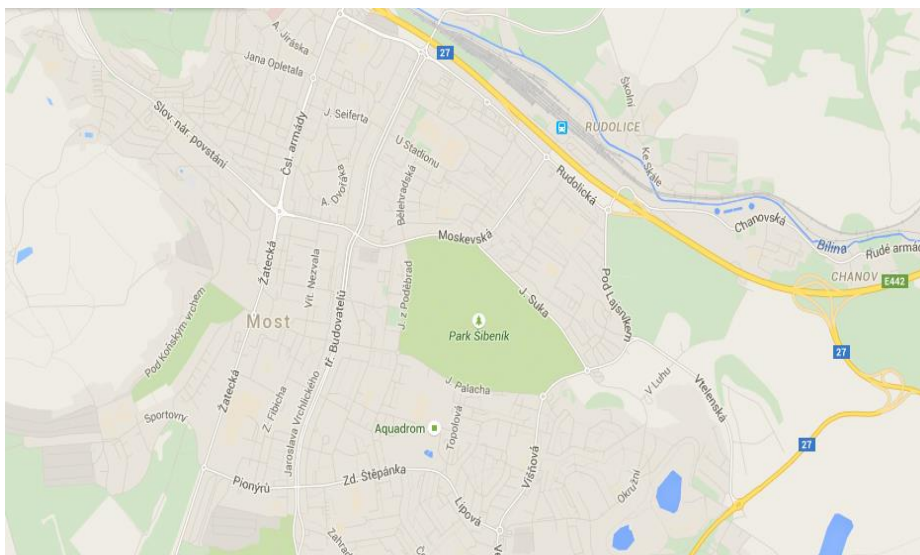 A. Jiráska
27
Jana Opletala
Školní
Slov. nár. povstání
J. Seiferta
Čsl. armády
U Stadionu
RUDOLICE
Ke Skále
A. Dvořáka
Bělehradská
Rudolická
Chanovská
Moskevská
Bílina
Rudé armád
Žatecká
Vít. Nezvala
J. z Poděbrad
Pod Lajsníkem
CHANOV
E442
J. Suka
Pod Koňským vrchem
Most
tř. Budovatelů
Park Šibeník
27
Žatecká
Z. Fibicha
Jaroslava Vrchlického
J. Palacha
V Luhu
Vtelenská
Sportovní
Aquadrom
Topolová
27
Pionýrů
Zd. Štěpánka
Višňová
Okružní
Lipová